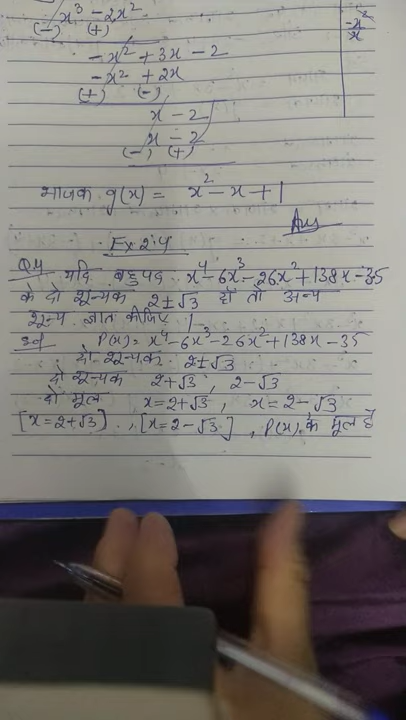 x³ - 2x²
(-) (+)
- x² + 3x - 2
- x² + 2x
(+) (-)
x - 2
x - 2
(-) (+)
भाजक g(x) = x² - x + 1
Ans
Ex 2.4
Q4 यदि बहुपद x⁴ - 6x³ - 26x² + 138x - 35
के दो शून्यक 2±√3 हों तो अन्य
शून्य ज्ञात कीजिए।
हल P(x) = x⁴ - 6x³ - 26x² + 138x - 35
दो शून्यक 2±√3
दो शून्यक 2+√3, 2-√3
दो मूल x = 2+√3, x = 2-√3
[x = 2+√3], [x = 2-√3], P(x) के मूल हैं